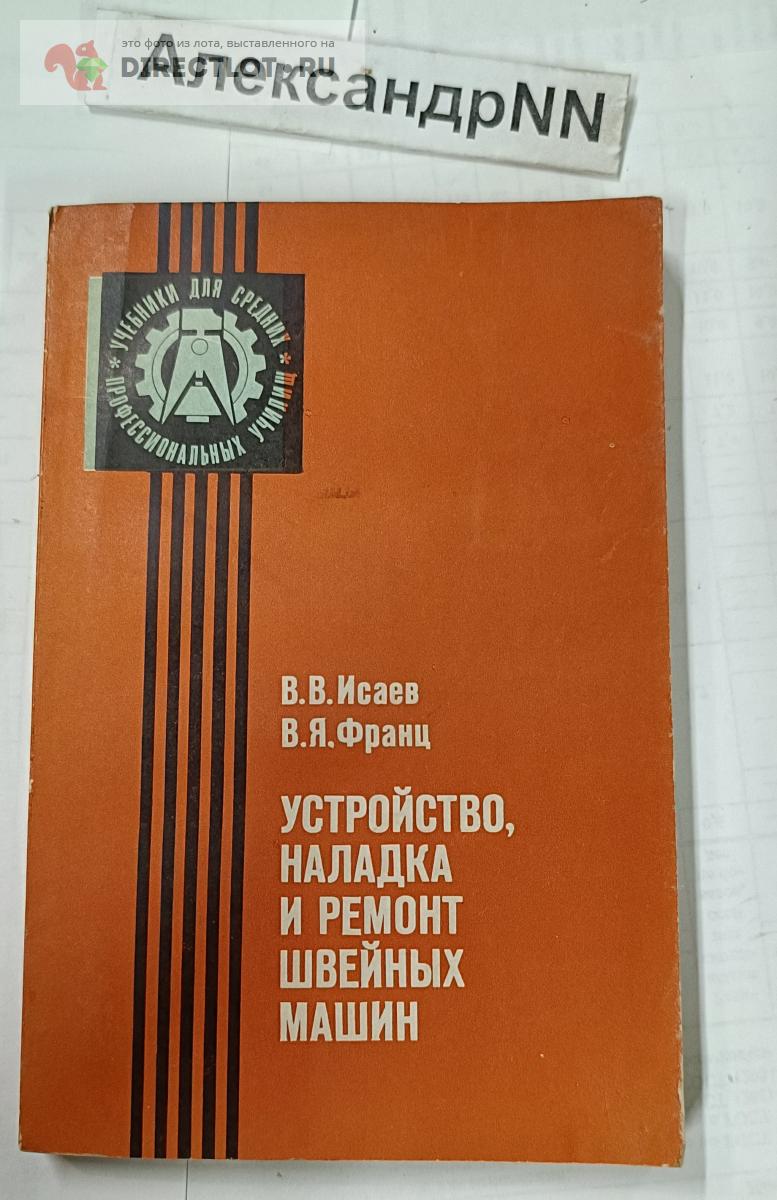 это фото из лота, выставленного на
DIRECTLOT.RU
АлександрNN
УЧЕБНИКИ ДЛЯ СРЕДНИХ
* ПРОФЕССИОНАЛЬНЫХ УЧИЛИЩ *
В.В.Исаев
В.Я.Франц
УСТРОЙСТВО,
НАЛАДКА
И РЕМОНТ
ШВЕЙНЫХ
МАШИН